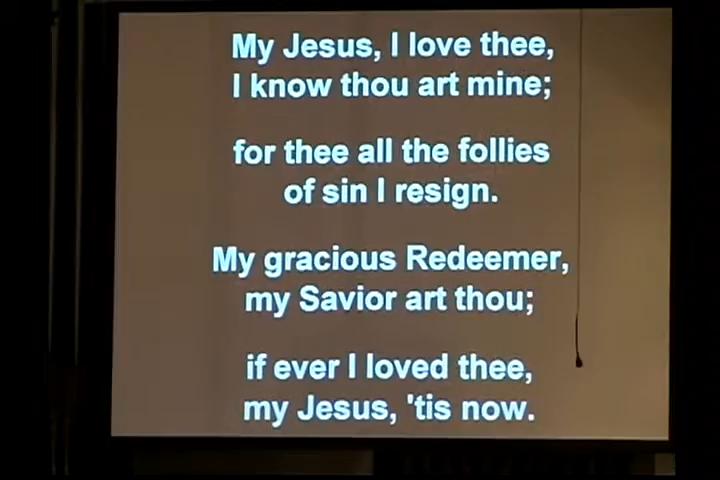 My Jesus, I love thee,
I know thou art mine;
for thee all the follies
of sin I resign.
My gracious Redeemer,
my Savior art thou;
if ever I loved thee,
my Jesus, 'tis now.